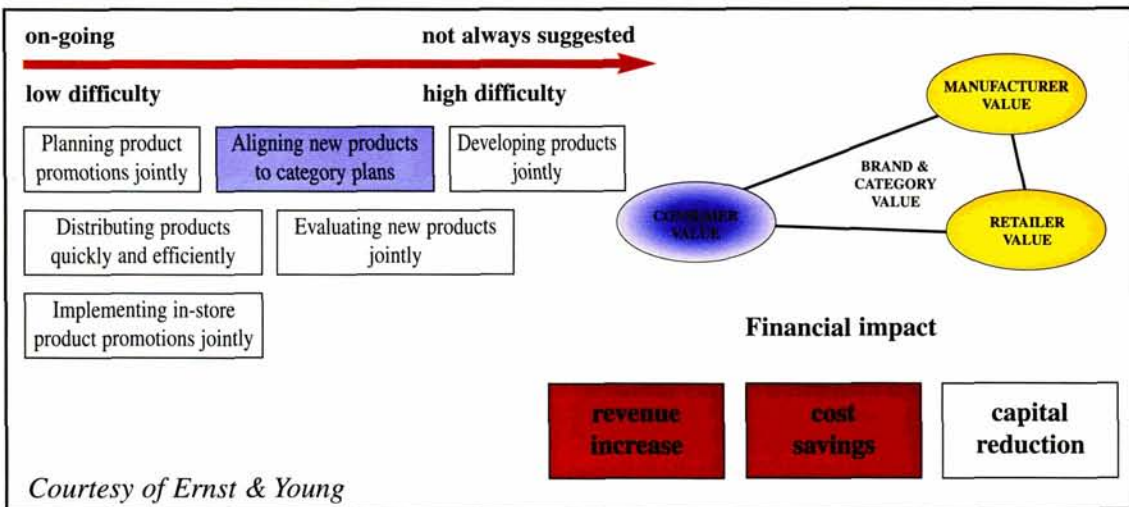 on-going not always suggested
low difficulty high difficulty
Planning product
promotions jointly
Aligning new products
to category plans
Developing products
jointly
Distributing products
quickly and efficiently
Evaluating new products
jointly
Implementing in-store
product promotions jointly
MANUFACTURER
VALUE
BRAND &
CATEGORY
VALUE
CONSUMER
VALUE
RETAILER
VALUE
Financial impact
revenue
increase
cost
savings
capital
reduction
Courtesy of Ernst & Young